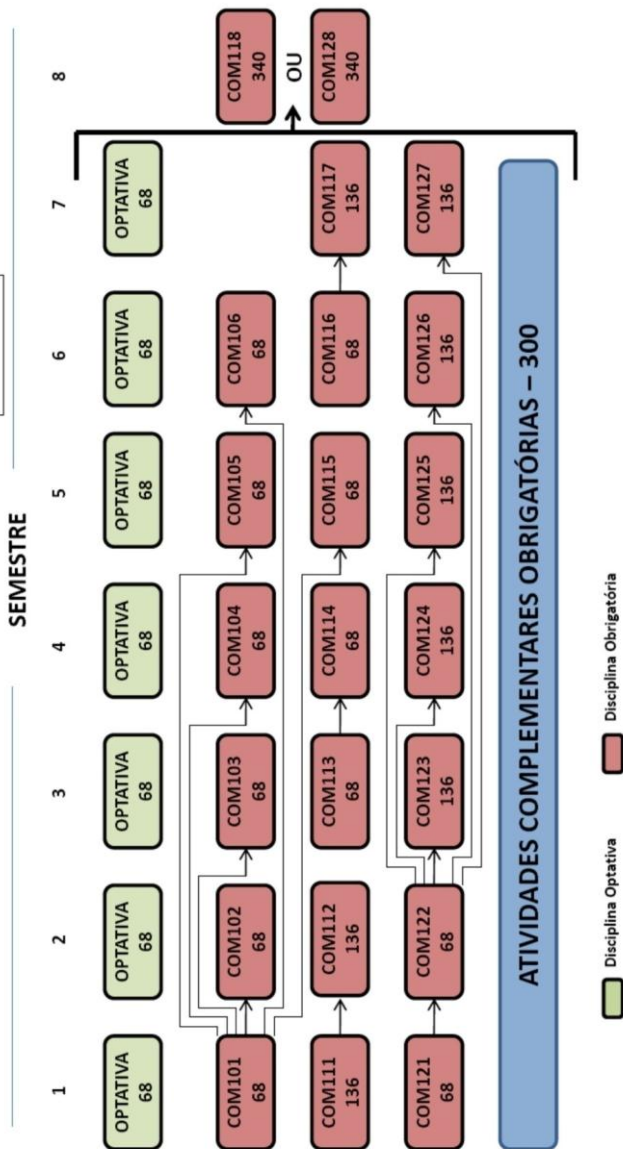 SEMESTRE
1 2 3 4 5 6 7 8
OPTATIVA
68
OPTATIVA
68
OPTATIVA
68
OPTATIVA
68
OPTATIVA
68
OPTATIVA
68
OPTATIVA
68
COM101
68
COM102
68
COM103
68
COM104
68
COM105
68
COM106
68
COM118
340
OU
COM128
340
COM111
136
COM112
136
COM113
68
COM114
68
COM115
68
COM116
68
COM117
136
COM121
68
COM122
68
COM123
136
COM124
136
COM125
136
COM126
136
COM127
136
ATIVIDADES COMPLEMENTARES OBRIGATÓRIAS – 300
Disciplina Optativa
Disciplina Obrigatória